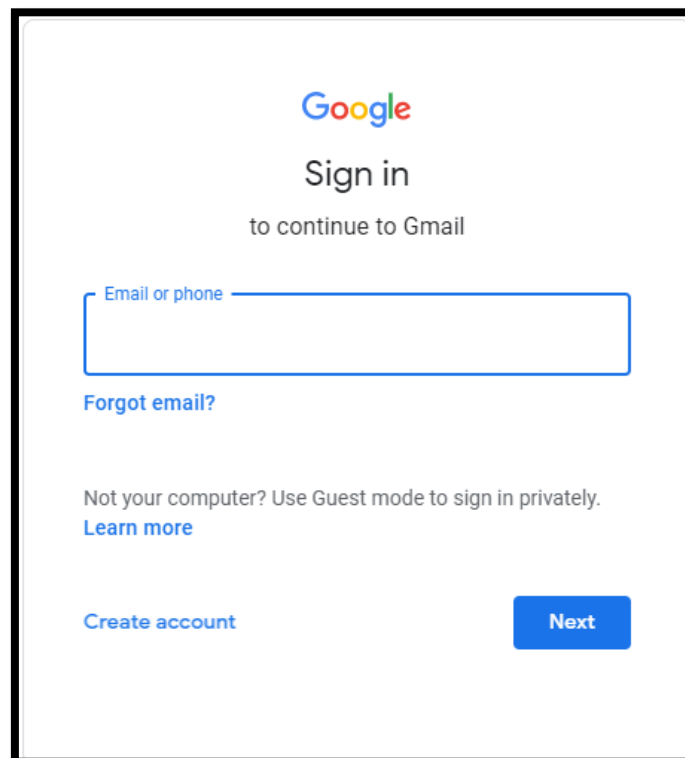 Google
Sign in
to continue to Gmail
Email or phone
Forgot email?
Not your computer? Use Guest mode to sign in privately.
Learn more
Create account
Next